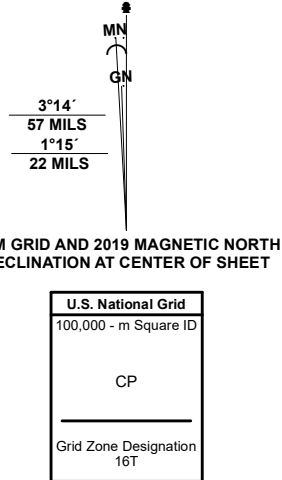 MN
GN
3°14´
57 MILS
1°15´
22 MILS
M GRID AND 2019 MAGNETIC NORTH
ECLINATION AT CENTER OF SHEET
U.S. National Grid
100,000 - m Square ID
CP
Grid Zone Designation
16T